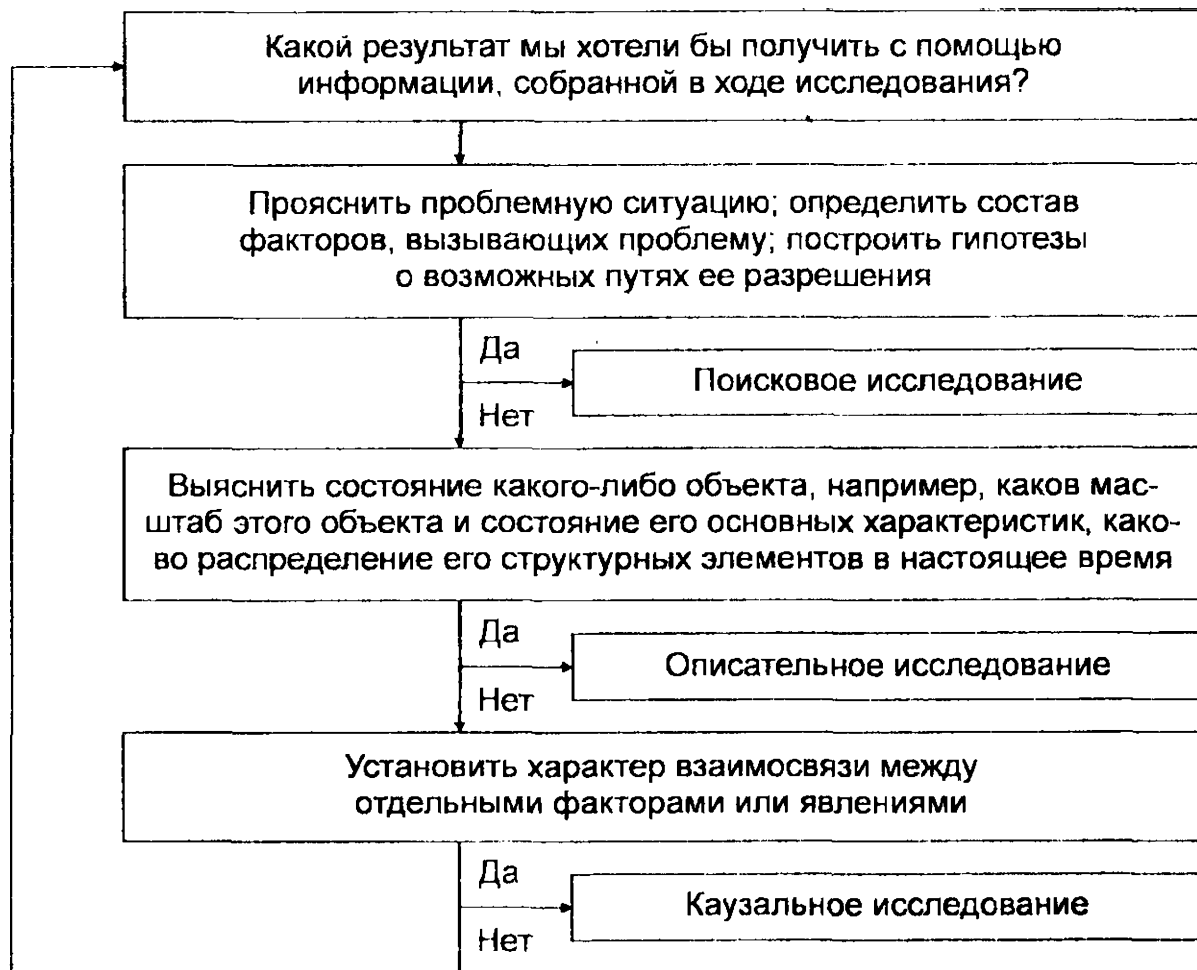 Какой результат мы хотели бы получить с помощью
информации, собранной в ходе исследования?
Прояснить проблемную ситуацию; определить состав
факторов, вызывающих проблему; построить гипотезы
о возможных путях ее разрешения
Да
Поисковое исследование
Нет
Выяснить состояние какого-либо объекта, например, каков мас-
штаб этого объекта и состояние его основных характеристик, како-
во распределение его структурных элементов в настоящее время
Да
Описательное исследование
Нет
Установить характер взаимосвязи между
отдельными факторами или явлениями
Да
Каузальное исследование
Нет